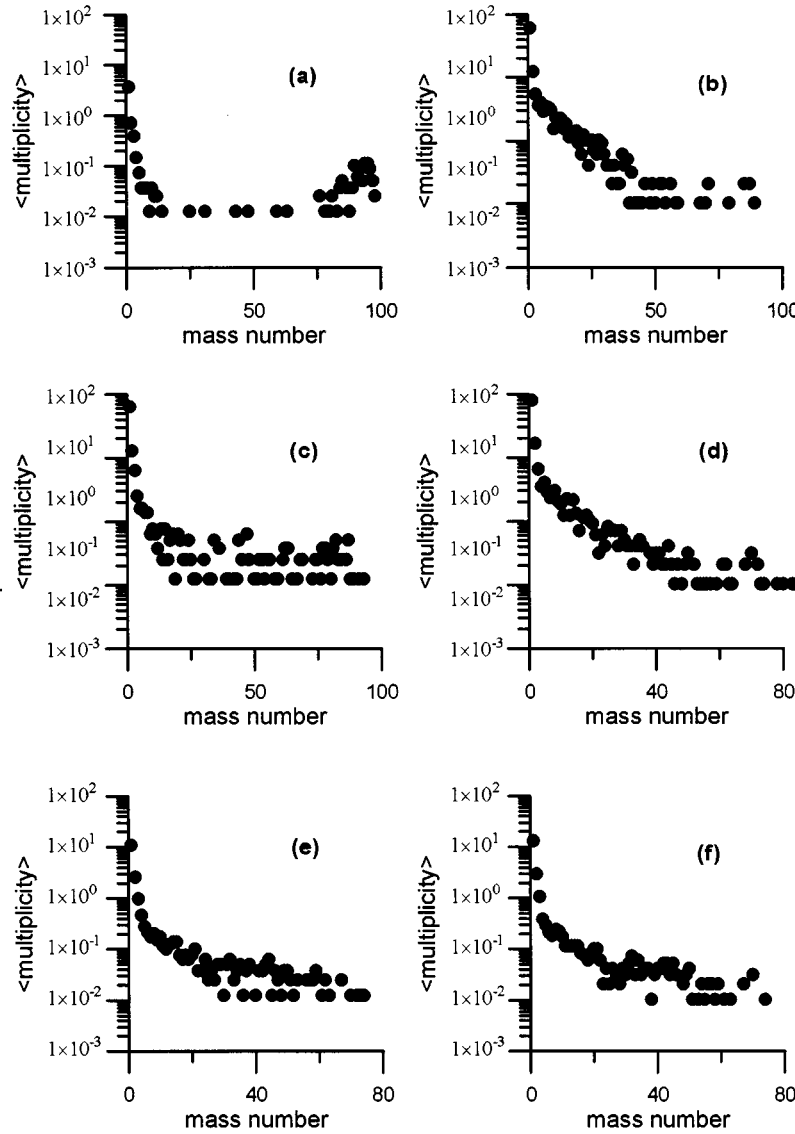 (a)
<multiplicity>
1×10²
1×10¹
1×10⁰
1×10⁻¹
1×10⁻²
1×10⁻³
0 50 100
mass number
(b)
<multiplicity>
1×10²
1×10¹
1×10⁰
1×10⁻¹
1×10⁻²
1×10⁻³
0 50 100
mass number
(c)
<multiplicity>
1×10²
1×10¹
1×10⁰
1×10⁻¹
1×10⁻²
1×10⁻³
0 50 100
mass number
(d)
<multiplicity>
1×10²
1×10¹
1×10⁰
1×10⁻¹
1×10⁻²
1×10⁻³
0 40 80
mass number
(e)
<multiplicity>
1×10²
1×10¹
1×10⁰
1×10⁻¹
1×10⁻²
1×10⁻³
0 40 80
mass number
(f)
<multiplicity>
1×10²
1×10¹
1×10⁰
1×10⁻¹
1×10⁻²
1×10⁻³
0 40 80
mass number